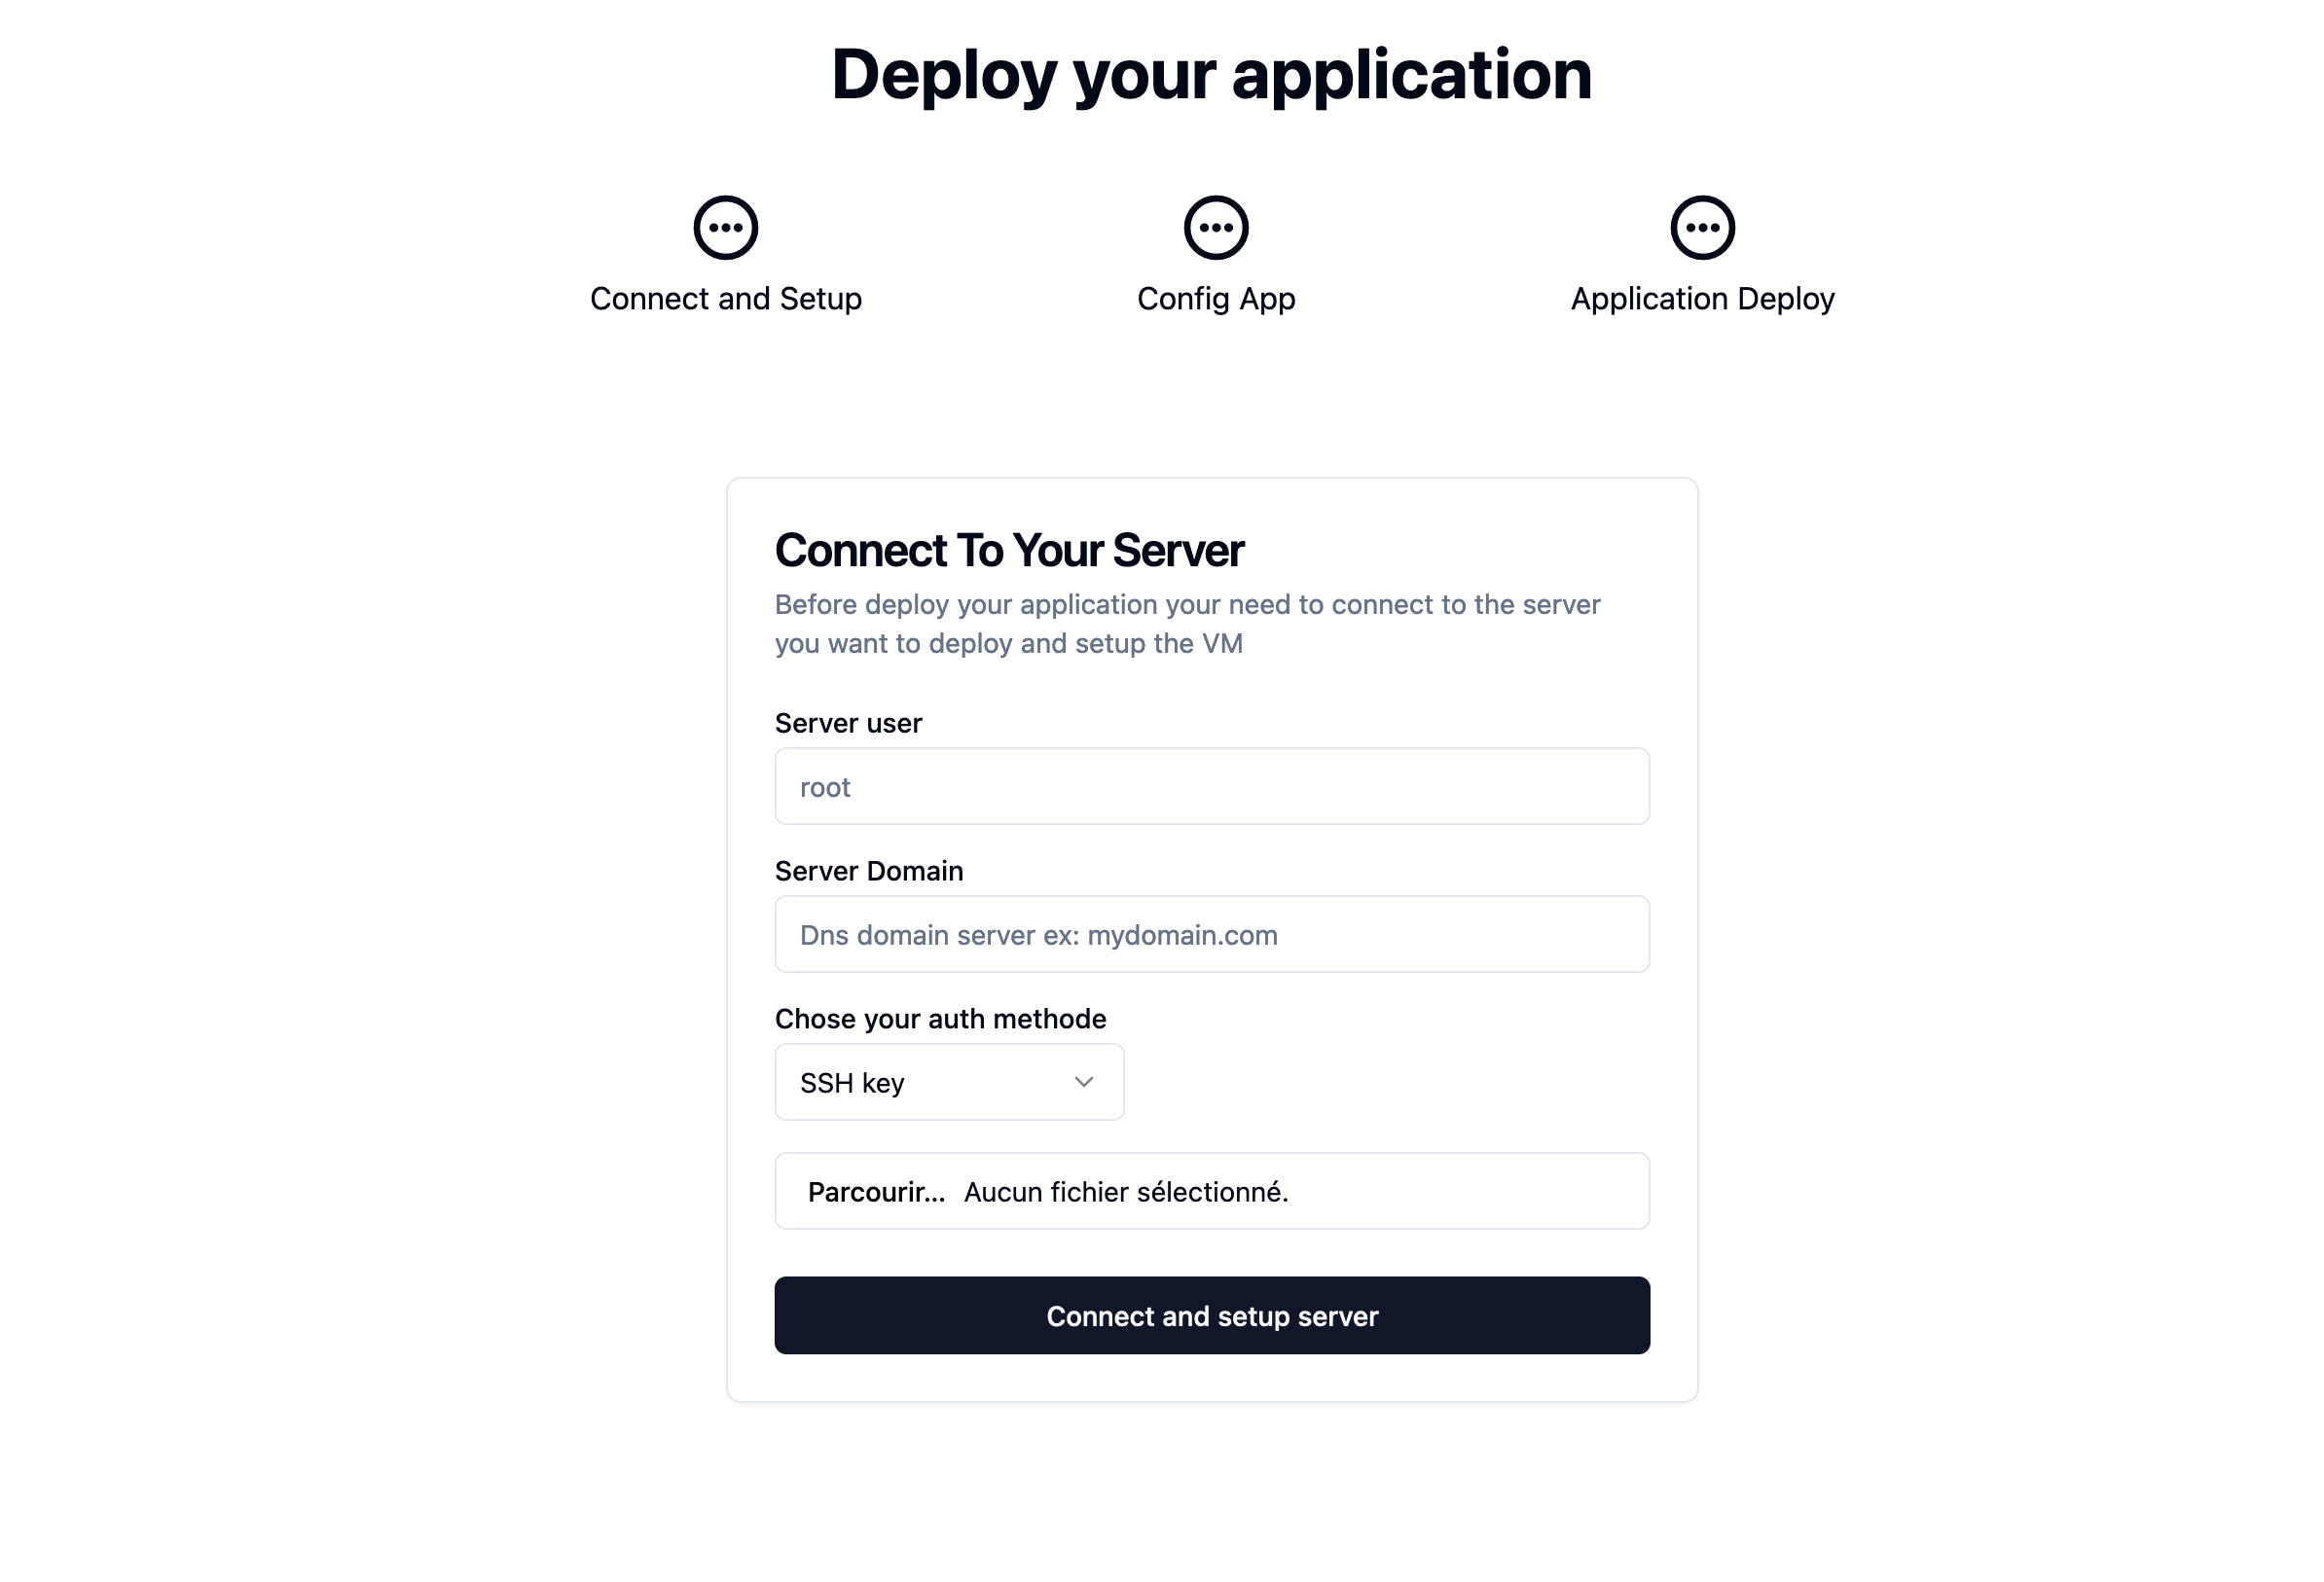 Deploy your application
Connect and Setup
Config App
Application Deploy
Connect To Your Server
Before deploy your application your need to connect to the server
you want to deploy and setup the VM
Server user
root
Server Domain
Dns domain server ex: mydomain.com
Chose your auth methode
SSH key
Parcourir... Aucun fichier sélectionné.
Connect and setup server